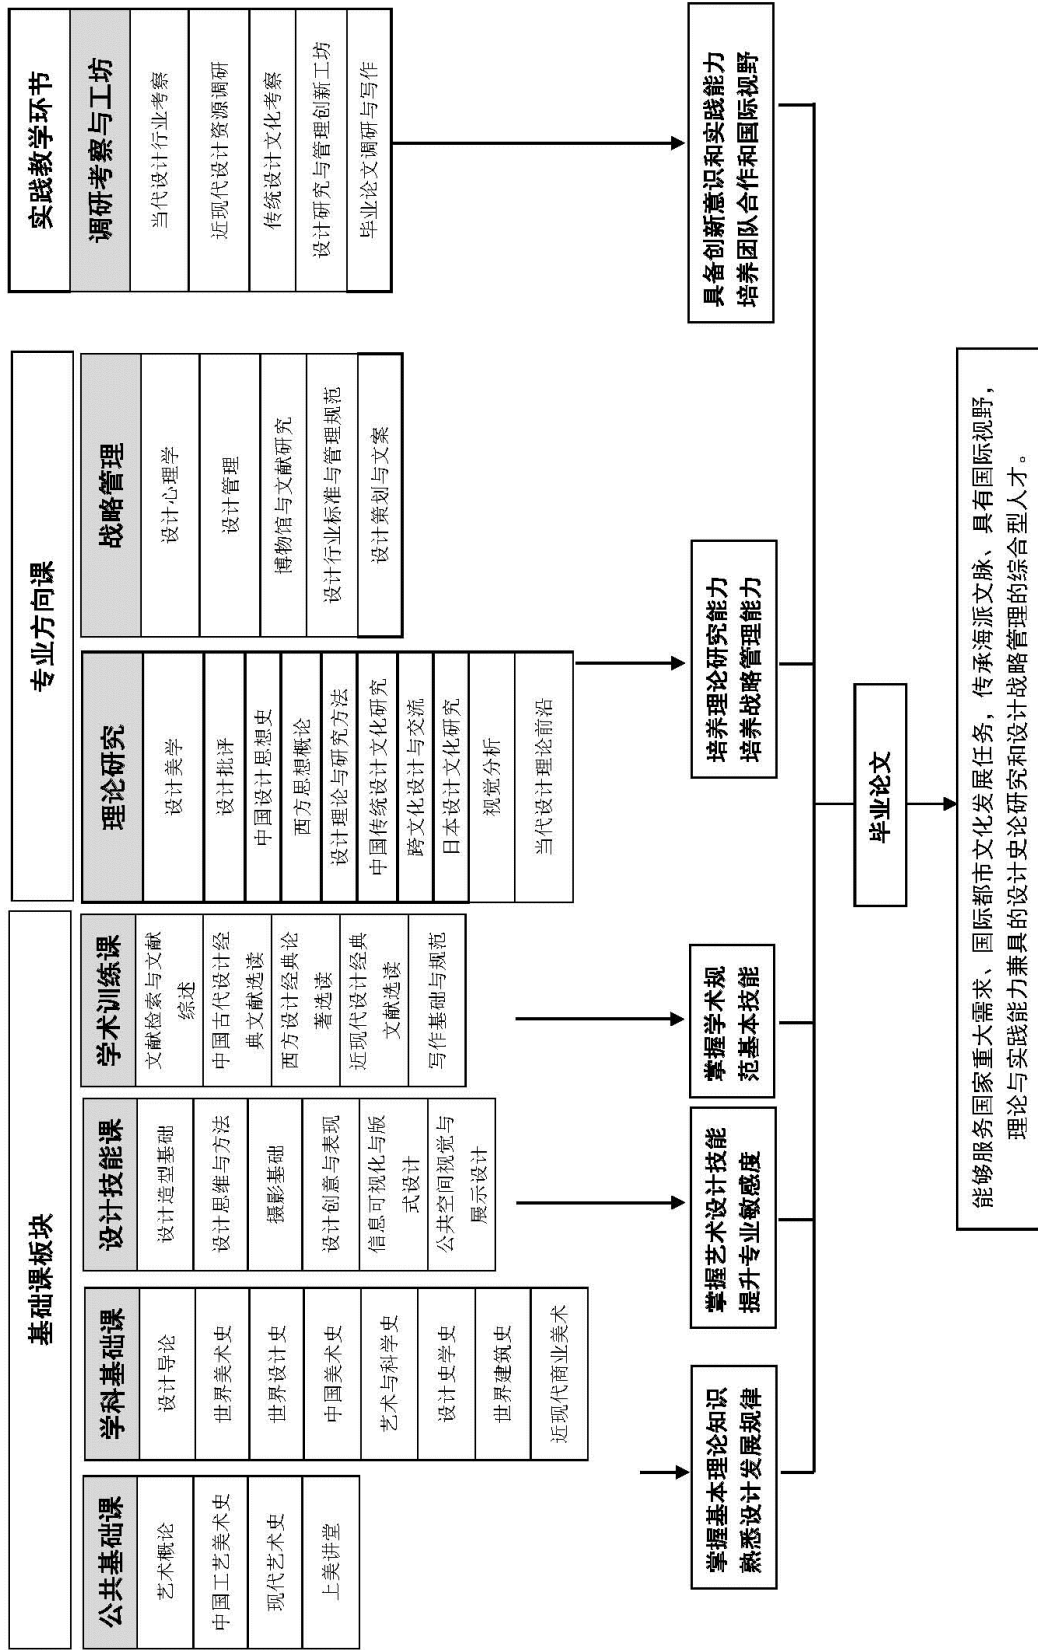 基础课板块
公共基础课
艺术概论
中国工艺美术史
现代艺术史
上美讲堂
学科基础课
设计导论
世界美术史
世界设计史
中国美术史
艺术与科学史
设计史学史
世界建筑史
近现代商业美术
设计技能课
设计造型基础
设计思维与方法
摄影基础
设计创意与表现
信息可视化与版
式设计
公共空间视觉与
展示设计
学术训练课
文献检索与文献
综述
中国古代设计经
典文献选读
西方设计经典论
著选读
近现代设计经典
文献选读
写作基础与规范
专业方向课
理论研究
设计美学
设计批评
中国设计思想史
西方思想概论
设计理论与研究方法
中国传统设计文化研究
跨文化设计与交流
日本设计文化研究
视觉分析
当代设计理论前沿
战略管理
设计心理学
设计管理
博物馆与文献研究
设计行业标准与管理规范
设计策划与文案
实践教学环节
调研考察与工坊
当代设计行业考察
近现代设计资源调研
传统设计文化考察
设计研究与管理创新工坊
毕业论文调研与写作
掌握基本理论知识
熟悉设计发展规律
掌握艺术设计技能
提升专业敏感度
掌握学术规
范基本技能
培养理论研究能力
培养战略管理能力
具备创新意识和实践能力
培养团队合作和国际视野
毕业论文
能够服务国家重大需求、国际都市文化发展任务，传承海派文脉、具有国际视野，
理论与实践能力兼具的设计史论研究和设计战略管理的综合型人才。